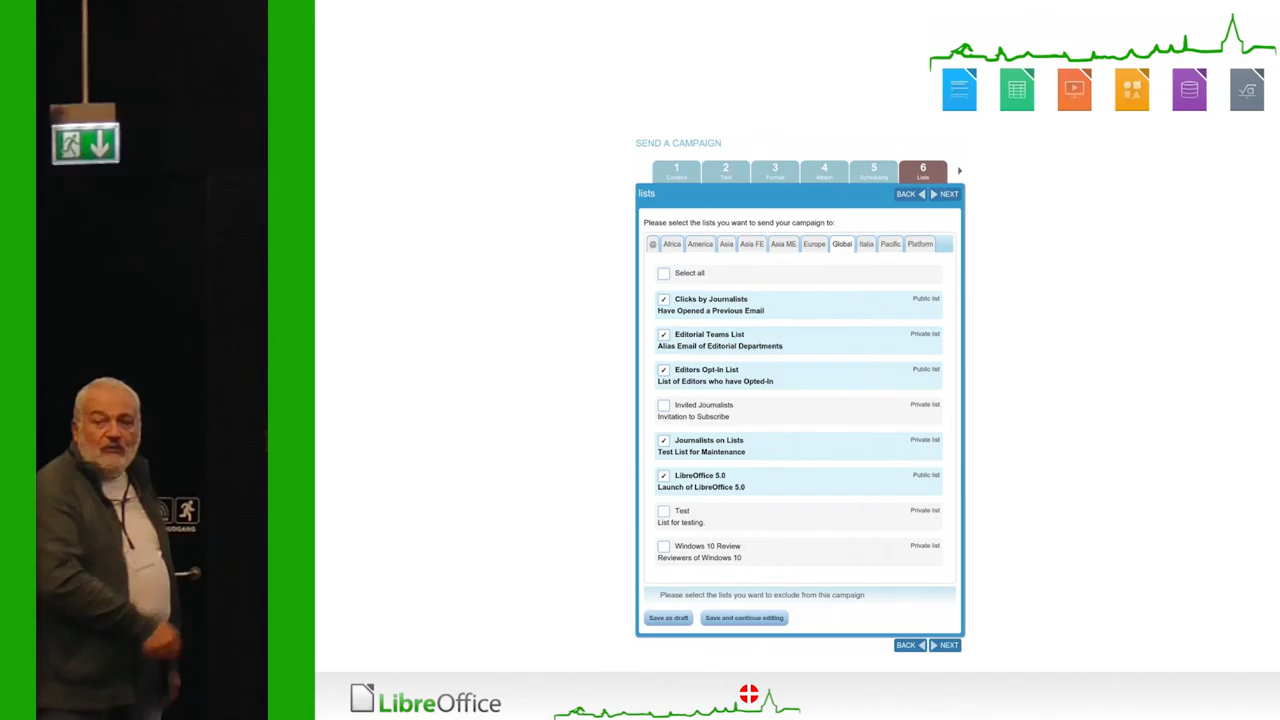 SEND A CAMPAIGN
1 2 3 4 5 6
Content Text Format Attach Scheduling Lists
lists
BACK NEXT
Please select the lists you want to send your campaign to:
@ Africa America Asia Asia FE Asia ME Europe Global Italia Pacific Platform
Select all
Clicks by Journalists Public list
Have Opened a Previous Email
Editorial Teams List Private list
Alias Email of Editorial Departments
Editors Opt-In List Public list
List of Editors who have Opted-In
Invited Journalists Private list
Invitation to Subscribe
Journalists on Lists Private list
Test List for Maintenance
LibreOffice 5.0 Public list
Launch of LibreOffice 5.0
Test Private list
List for testing.
Windows 10 Review Private list
Reviewers of Windows 10
Please select the lists you want to exclude from this campaign
Save as draft Save and continue editing
BACK NEXT
LibreOffice